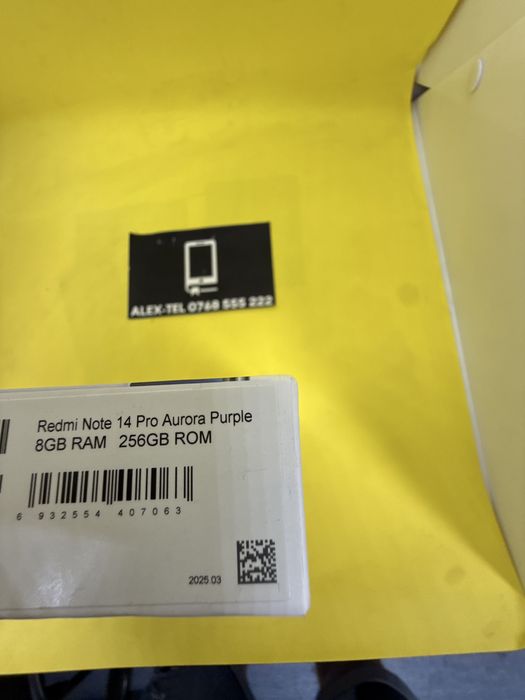 ALEX-TEL 0768 555 222
Redmi Note 14 Pro Aurora Purple
8GB RAM 256GB ROM
6 932554 407063
2025.03